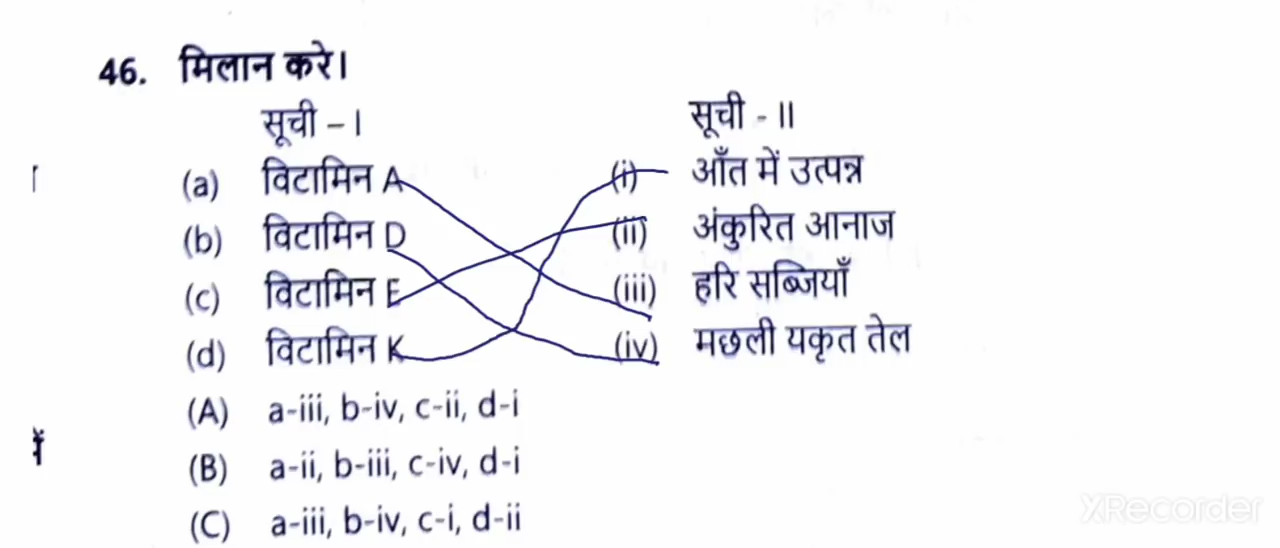 46. मिलान करे।
सूची – I सूची - II
(a) विटामिन A (i) आँत में उत्पन्न
(b) विटामिन D (ii) अंकुरित आनाज
(c) विटामिन E (iii) हरि सब्जियाँ
(d) विटामिन K (iv) मछली यकृत तेल
(A) a-iii, b-iv, c-ii, d-i
(B) a-ii, b-iii, c-iv, d-i
(C) a-iii, b-iv, c-i, d-ii
XRecorder